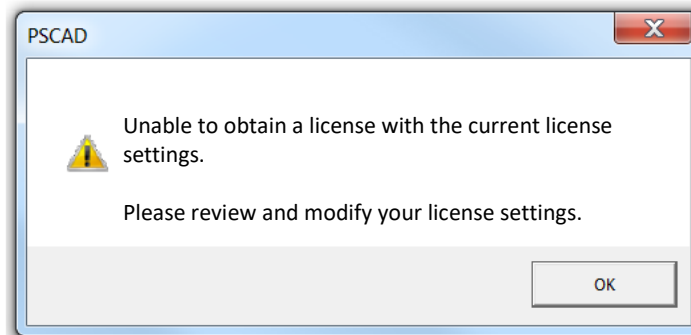 PSCAD
Unable to obtain a license with the current license
settings.
Please review and modify your license settings.
OK